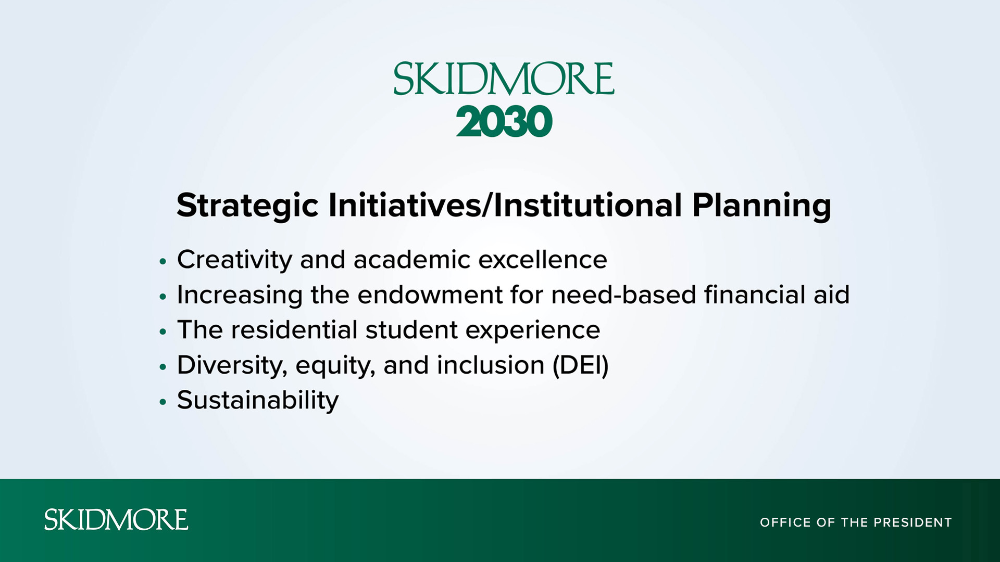 SKIDMORE
2030
Strategic Initiatives/Institutional Planning
• Creativity and academic excellence
• Increasing the endowment for need-based financial aid
• The residential student experience
• Diversity, equity, and inclusion (DEI)
• Sustainability
SKIDMORE
OFFICE OF THE PRESIDENT